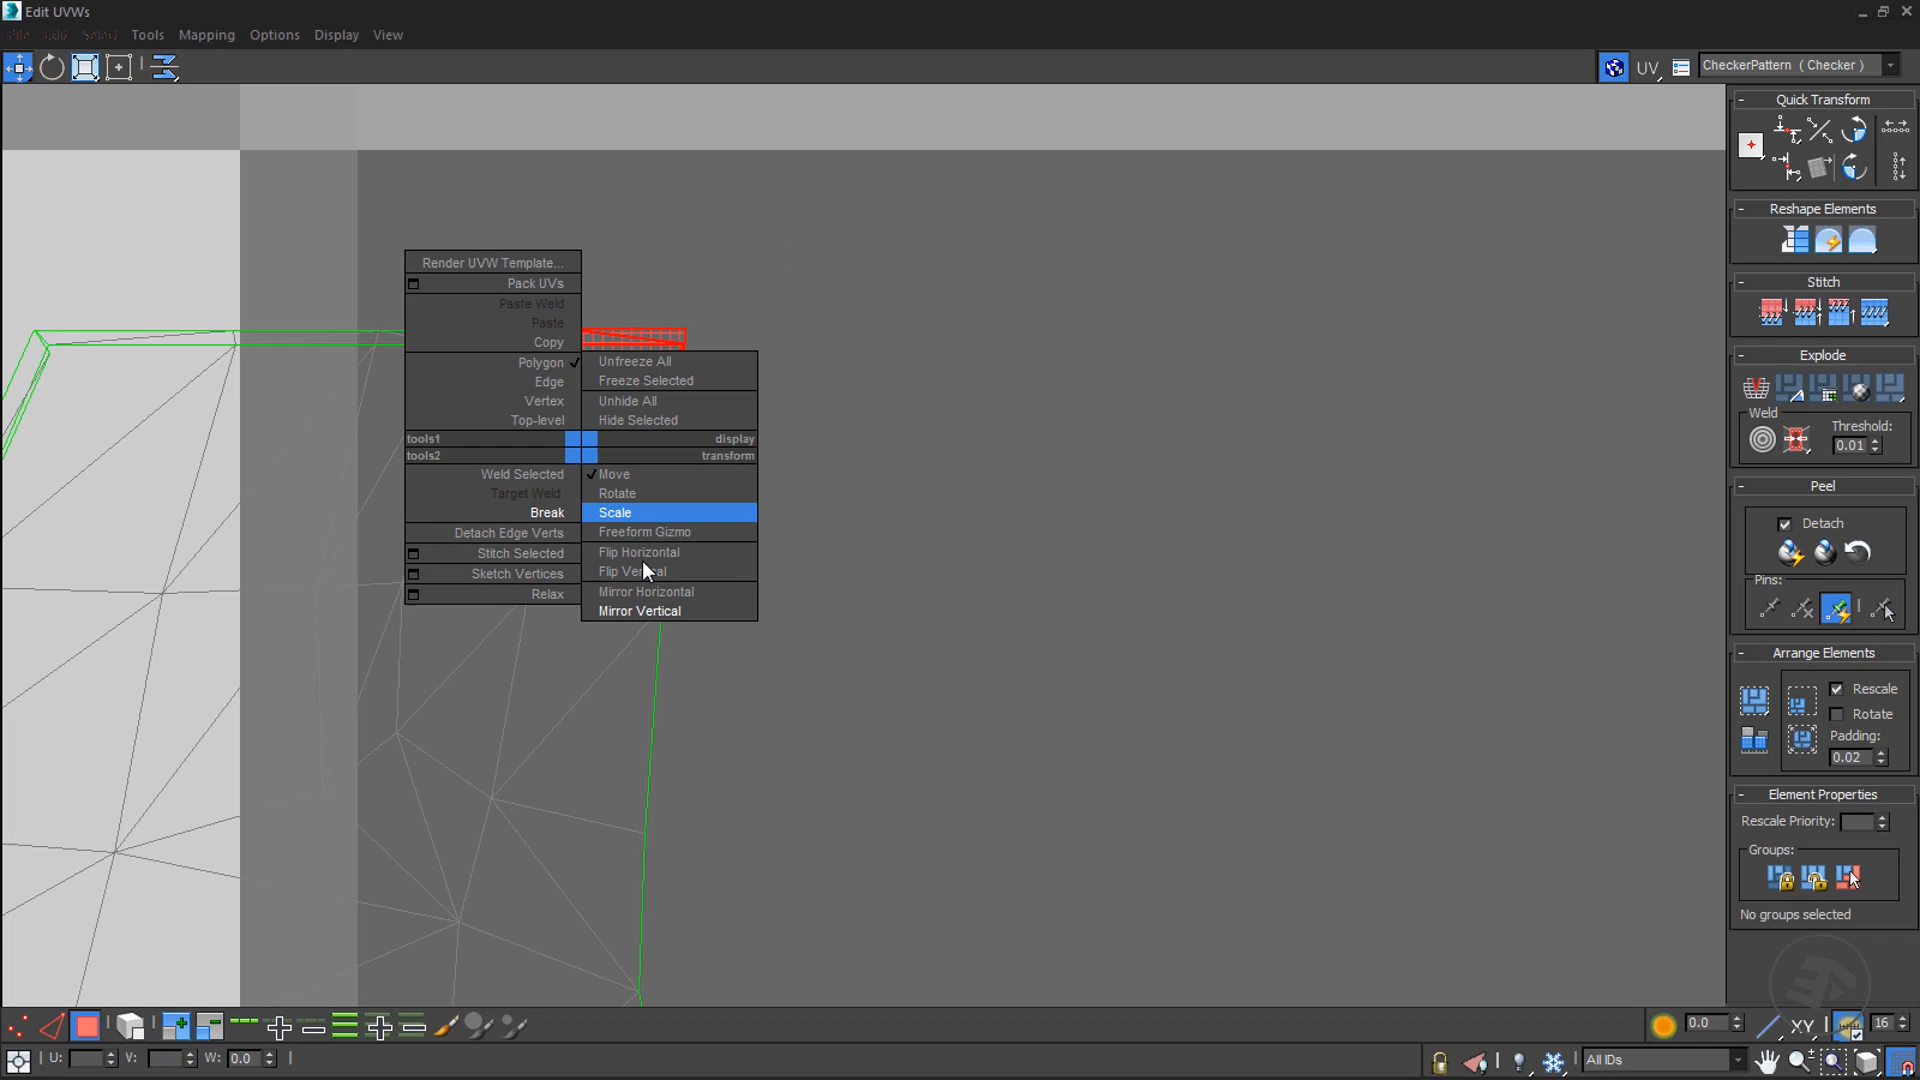 Edit UVWs
File Edit Select Tools Mapping Options Display View
UV
CheckerPattern ( Checker )
Quick Transform
Reshape Elements
Stitch
Explode
Weld
Threshold:
0.01
Peel
Detach
Pins:
Arrange Elements
Rescale
Rotate
Padding:
0.02
Element Properties
Rescale Priority:
Groups:
No groups selected
Render UVW Template...
Pack UVs
Paste Weld
Paste
Copy
Polygon
Edge
Vertex
Top-level
tools1
tools2
Weld Selected
Target Weld
Break
Detach Edge Verts
Stitch Selected
Sketch Vertices
Relax
Unfreeze All
Freeze Selected
Unhide All
Hide Selected
display
transform
Move
Rotate
Scale
Freeform Gizmo
Flip Horizontal
Flip Vertical
Mirror Horizontal
Mirror Vertical
0.0
XY
16
U:
V:
W: 0.0
All IDs